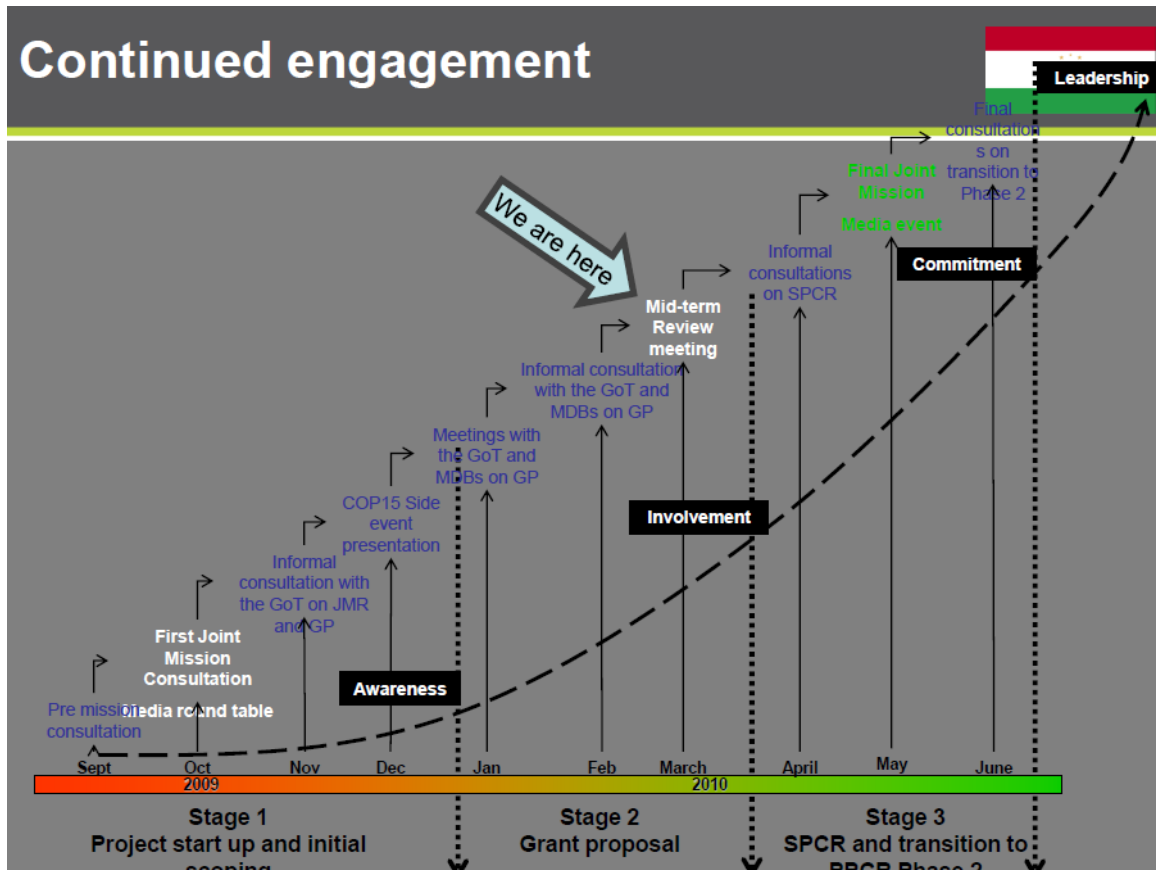 Continued engagement
Leadership
Final
consultation
s on
transition to
Phase 2
Final Joint
Mission
Media event
Commitment
We are here
Informal
consultations
on SPCR
Mid-term
Review
meeting
Informal consultation
with the GoT and
MDBs on GP
Meetings with
the GoT and
MDBs on GP
Involvement
COP15 Side
event
presentation
Informal
consultation with
the GoT on JMR
and GP
First Joint
Mission
Consultation
Media round table
Awareness
Pre mission
consultation
Sept Oct Nov Dec Jan Feb March April May June
2009 2010
Stage 1
Project start up and initial
scoping
Stage 2
Grant proposal
Stage 3
SPCR and transition to
PPCR Phase 2